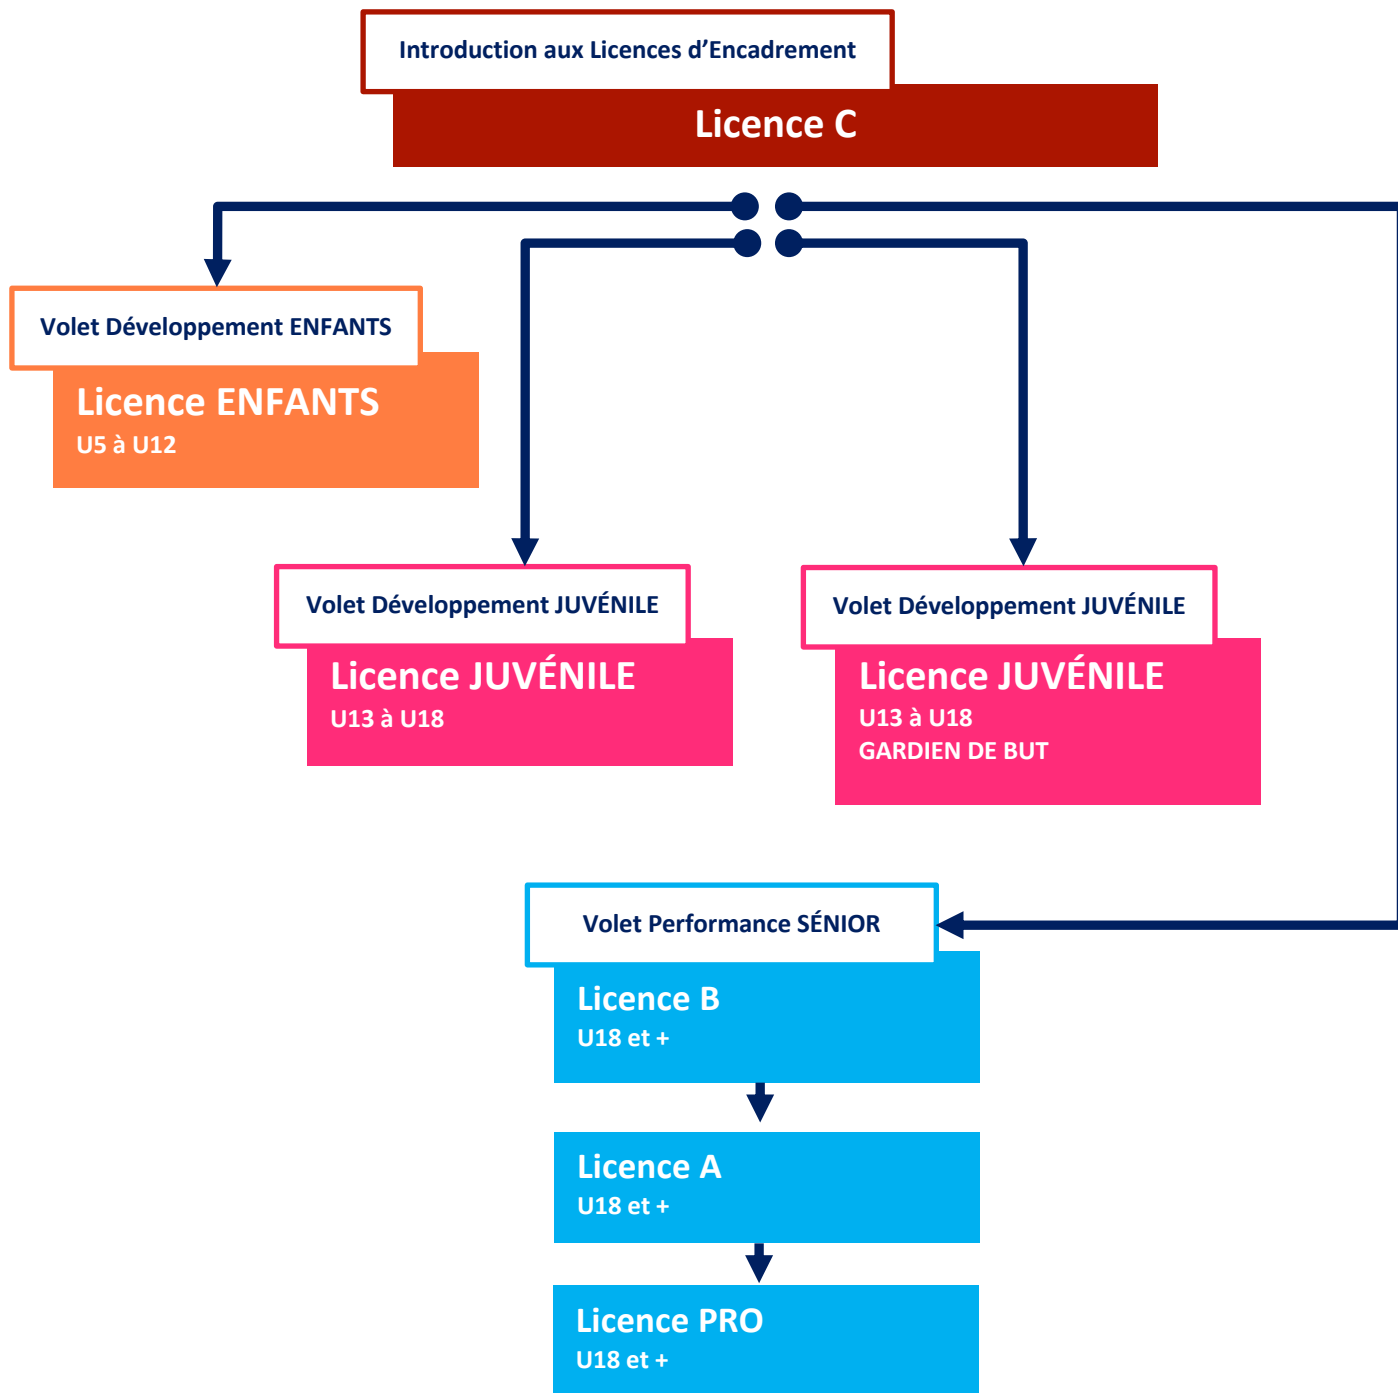 Introduction aux Licences d’Encadrement
Licence C
Volet Développement ENFANTS
Licence ENFANTS
U5 à U12
Volet Développement JUVÉNILE
Licence JUVÉNILE
U13 à U18
Volet Développement JUVÉNILE
Licence JUVÉNILE
U13 à U18
GARDIEN DE BUT
Volet Performance SÉNIOR
Licence B
U18 et +
Licence A
U18 et +
Licence PRO
U18 et +